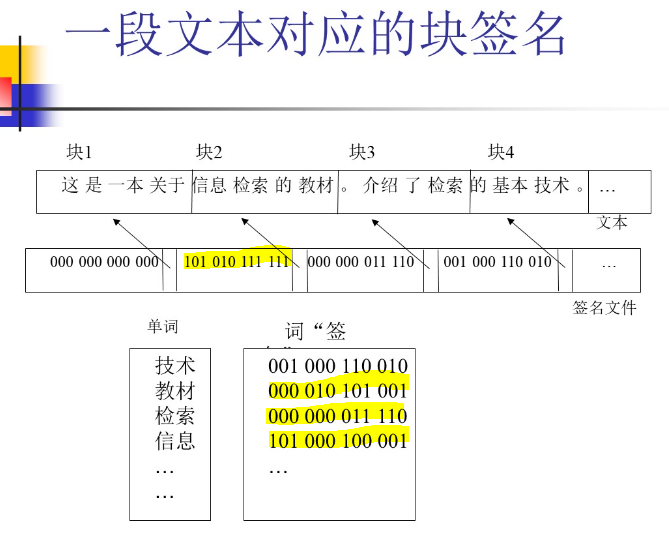 一段文本对应的块签名
块1 块2 块3 块4
这 是 一本 关于 信息 检索 的 教材 。 介绍 了 检索 的 基本 技术 。 …
文本
000 000 000 000 101 010 111 111 000 000 011 110 001 000 110 010 …
签名文件
单词 词“签
技术 001 000 110 010
教材 000 010 101 001
检索 000 000 011 110
信息 101 000 100 001
… …
…